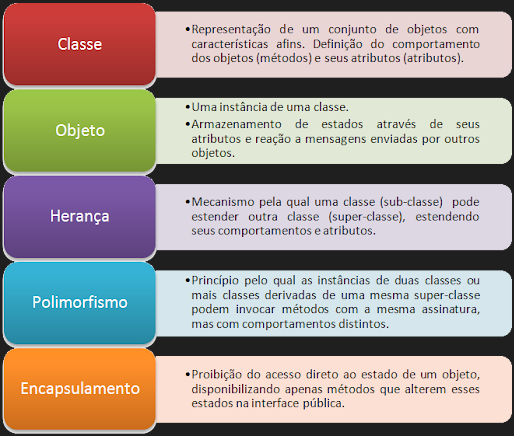 Classe
•Representação de um conjunto de objetos com
características afins. Definição do comportamento
dos objetos (métodos) e seus atributos (atributos).
Objeto
•Uma instância de uma classe.
•Armazenamento de estados através de seus
atributos e reação a mensagens enviadas por outros
objetos.
Herança
•Mecanismo pela qual uma classe (sub-classe) pode
estender outra classe (super-classe), estendendo
seus comportamentos e atributos.
Polimorfismo
•Princípio pelo qual as instâncias de duas classes ou
mais classes derivadas de uma mesma super-classe
podem invocar métodos com a mesma assinatura,
mas com comportamentos distintos.
Encapsulamento
•Proibição do acesso direto ao estado de um objeto,
disponibilizando apenas métodos que alterem esses
estados na interface pública.